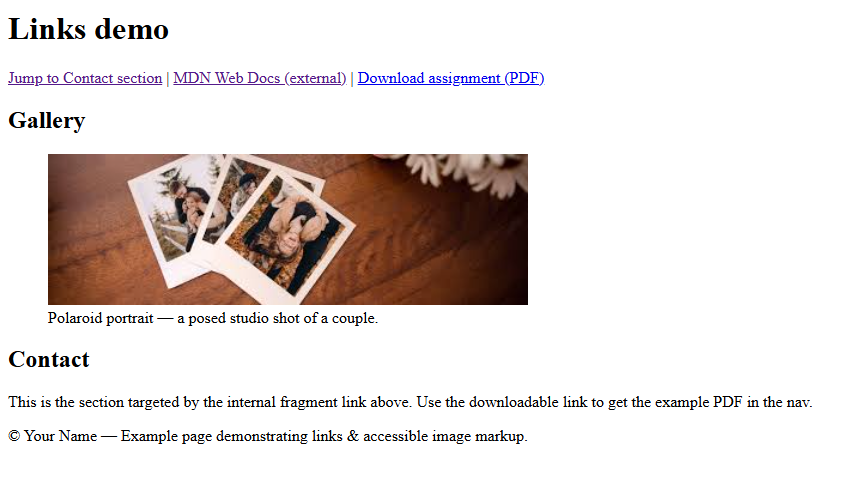 Links demo
Jump to Contact section | MDN Web Docs (external) | Download assignment (PDF)
Gallery
Polaroid portrait — a posed studio shot of a couple.
Contact
This is the section targeted by the internal fragment link above. Use the downloadable link to get the example PDF in the nav.
© Your Name — Example page demonstrating links & accessible image markup.